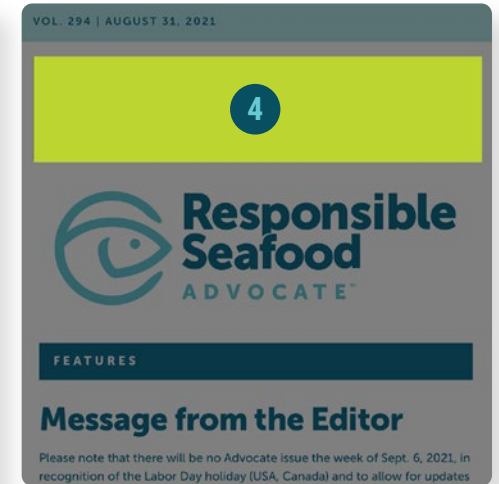 VOL. 294 | AUGUST 31, 2021
4
Responsible
Seafood
ADVOCATE™
FEATURES
Message from the Editor
Please note that there will be no Advocate issue the week of Sept. 6, 2021, in
recognition of the Labor Day holiday (USA, Canada) and to allow for updates